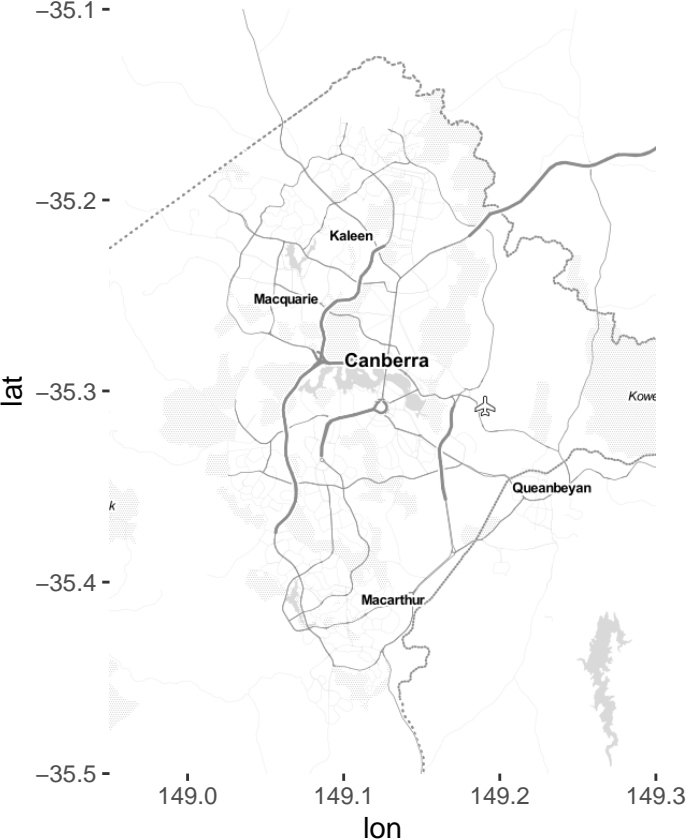 −35.1
−35.2
Kaleen
Macquarie
Canberra
−35.3
lat
Kowe
Queanbeyan
k
−35.4
Macarthur
−35.5
149.0 149.1 149.2 149.3
lon